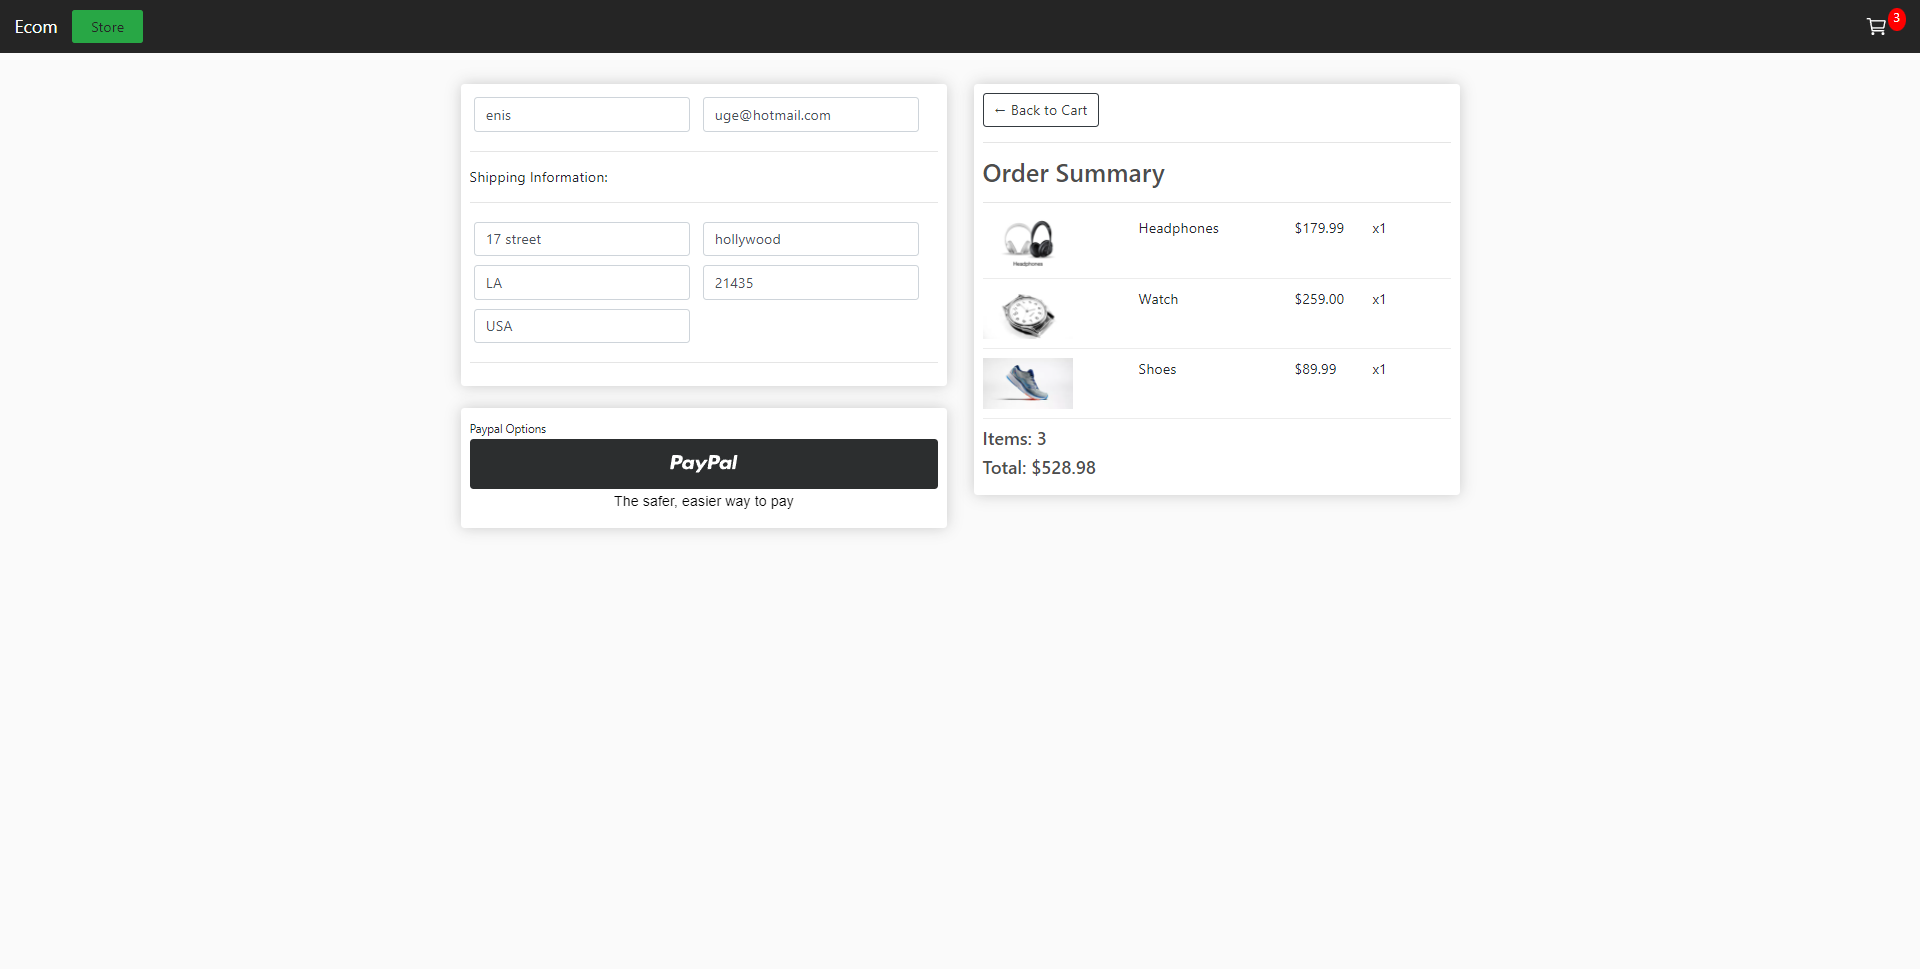 Ecom Store 3
enis uge@hotmail.com
Shipping Information:
17 street hollywood
LA 21435
USA
Paypal Options
PayPal
The safer, easier way to pay
← Back to Cart
Order Summary
Headphones
Headphones $179.99 x1
Watch $259.00 x1
Shoes $89.99 x1
Items: 3
Total: $528.98